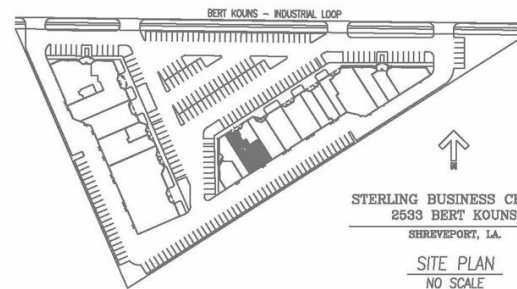 BERT KOUNS - INDUSTRIAL LOOP
STERLING BUSINESS
2533 BERT KOUNS
SHREVEPORT, LA.
SITE PLAN
NO SCALE